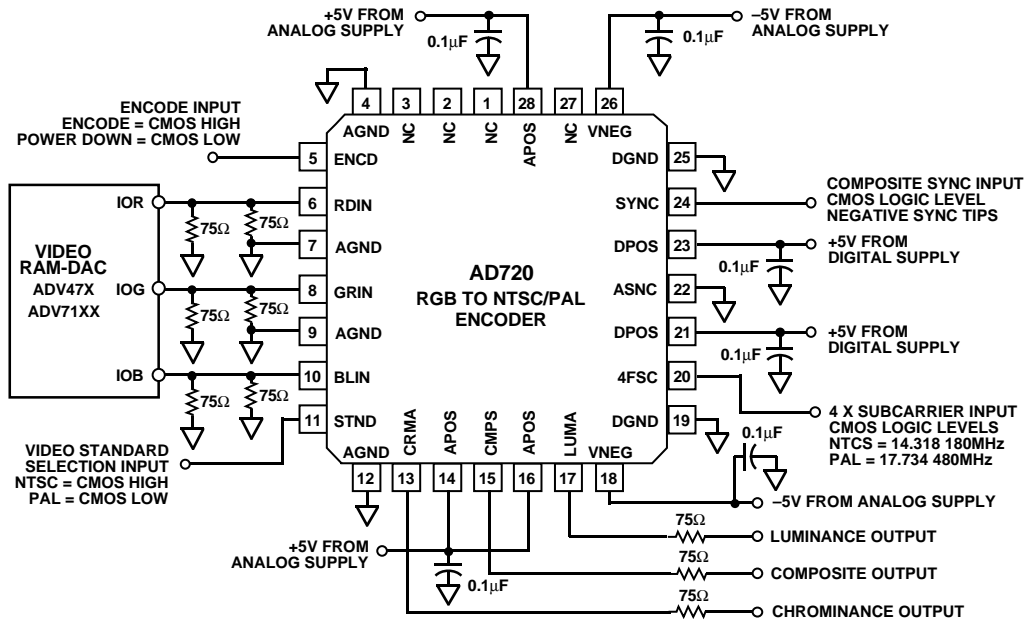 +5V FROM
ANALOG SUPPLY
0.1µF
–5V FROM
ANALOG SUPPLY
0.1µF
4
3
2
1
28
27
26
AGND
NC
NC
NC
APOS
NC
VNEG
ENCODE INPUT
ENCODE = CMOS HIGH
POWER DOWN = CMOS LOW
5
ENCD
DGND
25
IOR
6
RDIN
SYNC
24
COMPOSITE SYNC INPUT
CMOS LOGIC LEVEL
NEGATIVE SYNC TIPS
75Ω
75Ω
7
AGND
DPOS
23
+5V FROM
DIGITAL SUPPLY
0.1µF
VIDEO
RAM-DAC
ADV47X
ADV71XX
AD720
RGB TO NTSC/PAL
ENCODER
IOG
8
GRIN
ASNC
22
75Ω
75Ω
9
AGND
DPOS
21
+5V FROM
DIGITAL SUPPLY
0.1µF
IOB
10
BLIN
4FSC
20
75Ω
75Ω
11
STND
DGND
19
4 X SUBCARRIER INPUT
CMOS LOGIC LEVELS
NTCS = 14.318 180MHz
PAL = 17.734 480MHz
VIDEO STANDARD
SELECTION INPUT
NTSC = CMOS HIGH
PAL = CMOS LOW
AGND
CRMA
APOS
CMPS
APOS
LUMA
VNEG
12
13
14
15
16
17
18
0.1µF
–5V FROM ANALOG SUPPLY
75Ω
LUMINANCE OUTPUT
+5V FROM
ANALOG SUPPLY
0.1µF
75Ω
COMPOSITE OUTPUT
75Ω
CHROMINANCE OUTPUT